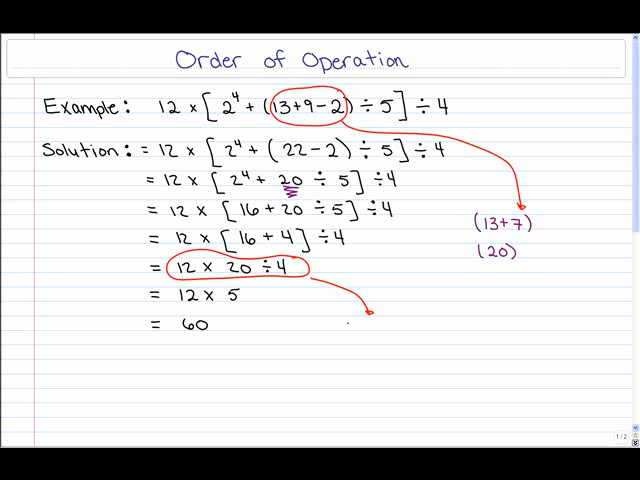 Order of Operation
Example: 12 × [ 2⁴ + (13+9−2) ÷ 5 ] ÷ 4
Solution: = 12 × [ 2⁴ + ( 22 − 2 ) ÷ 5 ] ÷ 4
= 12 × [ 2⁴ + 20 ÷ 5 ] ÷ 4
= 12 × [ 16 + 20 ÷ 5 ] ÷ 4
(13+7)
= 12 × [ 16 + 4 ] ÷ 4
(20)
= 12 × 20 ÷ 4
= 12 × 5
= 60
1/2